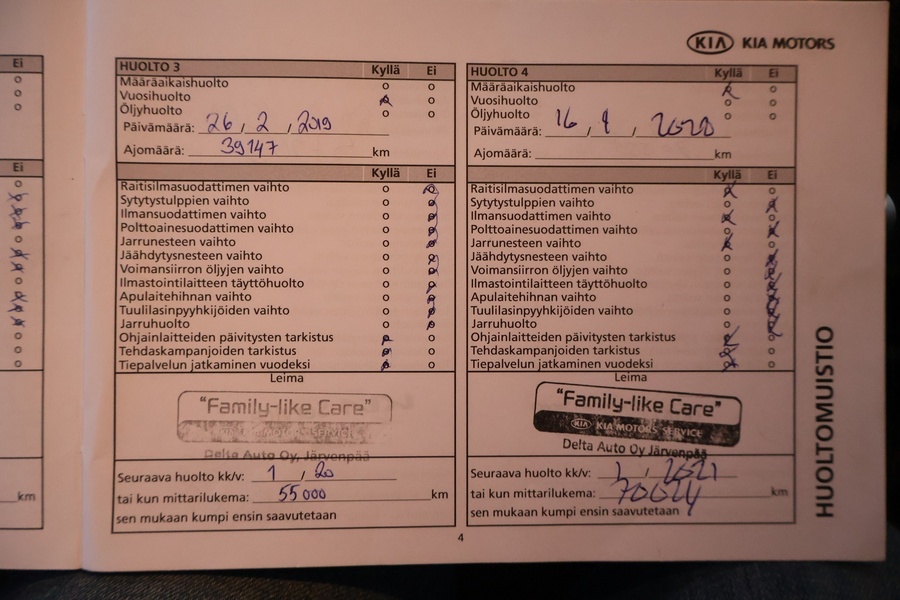 KIA KIA MOTORS
Ei
km
HUOLTO 3 Kyllä Ei
Määräaikaishuolto
Vuosihuolto
Öljyhuolto
Päivämäärä: 26, 2, 2019
Ajomäärä: 39147 km
Kyllä Ei
Raitisilmasuodattimen vaihto
Sytytystulppien vaihto
Ilmansuodattimen vaihto
Polttoainesuodattimen vaihto
Jarrunesteen vaihto
Jäähdytysnesteen vaihto
Voimansiirron öljyjen vaihto
Ilmastointilaitteen täyttöhuolto
Apulaitehihnan vaihto
Tuulilasinpyyhkijöiden vaihto
Jarruhuolto
Ohjainlaitteiden päivitysten tarkistus
Tehdaskampanjoiden tarkistus
Tiepalvelun jatkaminen vuodeksi
Leima
"Family-like Care"
KIA MOTORS SERVICE
Delta Auto Oy, Järvenpää
Seuraava huolto kk/v: 1, 20
tai kun mittarilukema: 55 000 km
sen mukaan kumpi ensin saavutetaan
HUOLTO 4 Kyllä Ei
Määräaikaishuolto
Vuosihuolto
Öljyhuolto
Päivämäärä: 16, 1, 2020
Ajomäärä: km
Kyllä Ei
Raitisilmasuodattimen vaihto
Sytytystulppien vaihto
Ilmansuodattimen vaihto
Polttoainesuodattimen vaihto
Jarrunesteen vaihto
Jäähdytysnesteen vaihto
Voimansiirron öljyjen vaihto
Ilmastointilaitteen täyttöhuolto
Apulaitehihnan vaihto
Tuulilasinpyyhkijöiden vaihto
Jarruhuolto
Ohjainlaitteiden päivitysten tarkistus
Tehdaskampanjoiden tarkistus
Tiepalvelun jatkaminen vuodeksi
Leima
"Family-like Care"
KIA KIA MOTORS SERVICE
Delta Auto Oy, Järvenpää
Seuraava huolto kk/v: 1, 2021
tai kun mittarilukema: km
sen mukaan kumpi ensin saavutetaan
4
HUOLTOMUISTIO